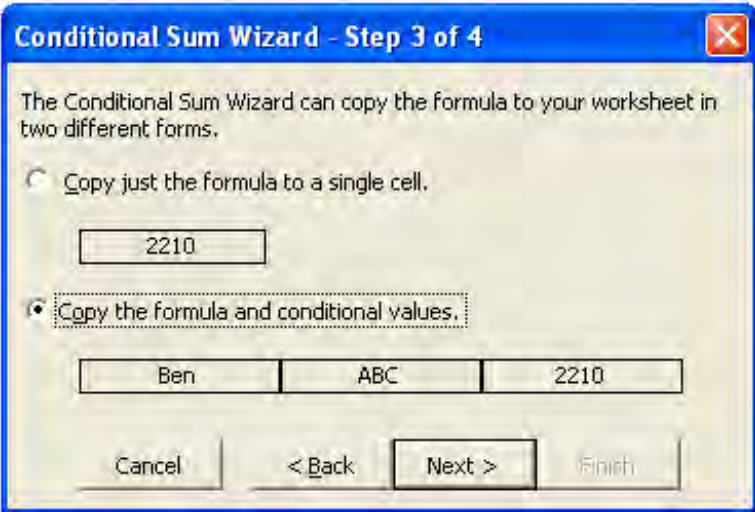 Conditional Sum Wizard - Step 3 of 4
The Conditional Sum Wizard can copy the formula to your worksheet in
two different forms.
Copy just the formula to a single cell.
2210
Copy the formula and conditional values.
Ben ABC 2210
Cancel < Back Next > Finish